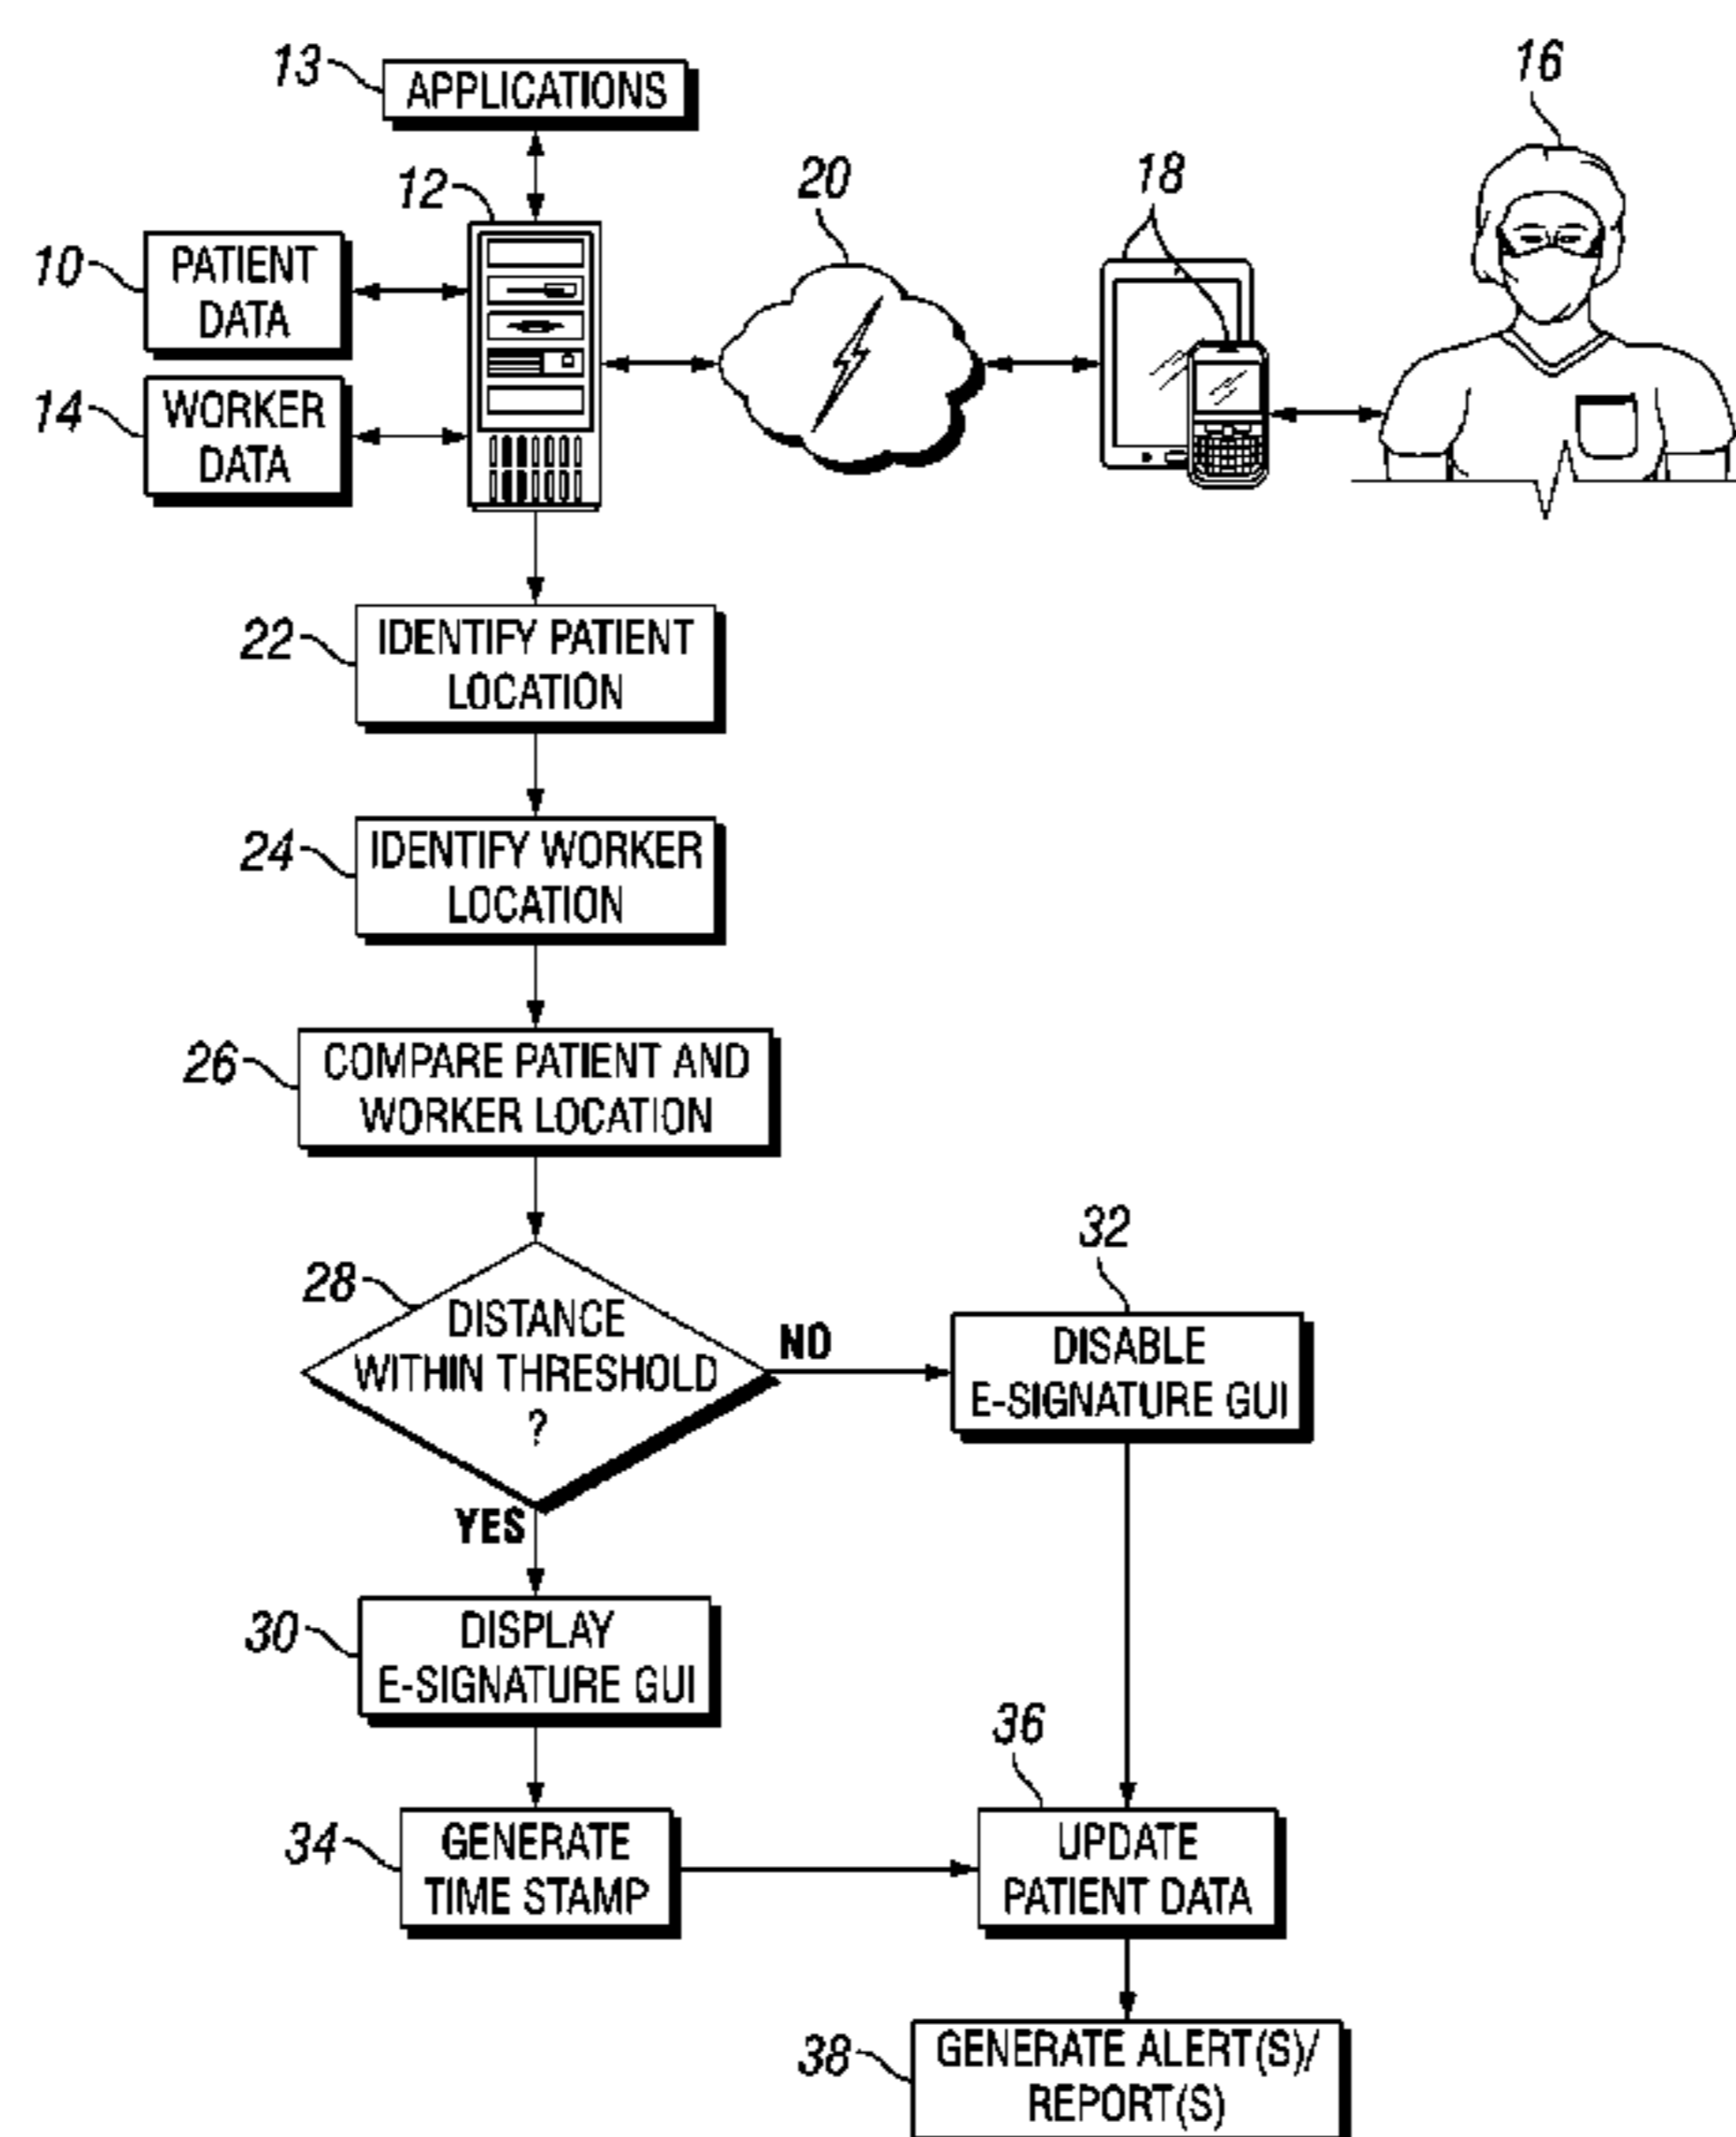 13
APPLICATIONS
16
12
20
18
10
PATIENT
DATA
14
WORKER
DATA
22
IDENTIFY PATIENT
LOCATION
24
IDENTIFY WORKER
LOCATION
26
COMPARE PATIENT AND
WORKER LOCATION
28
DISTANCE
WITHIN THRESHOLD
?
NO
32
DISABLE
E-SIGNATURE GUI
YES
30
DISPLAY
E-SIGNATURE GUI
34
GENERATE
TIME STAMP
36
UPDATE
PATIENT DATA
38
GENERATE ALERT(S)/
REPORT(S)